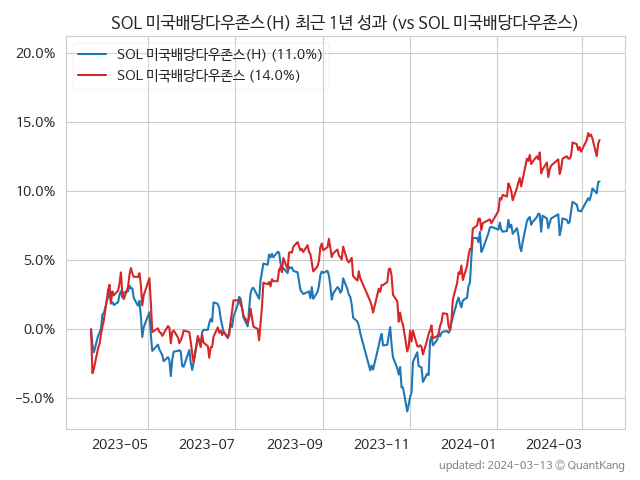 SOL 미국배당다우존스(H) 최근 1년 성과 (vs SOL 미국배당다우존스)
SOL 미국배당다우존스(H) (11.0%)
SOL 미국배당다우존스 (14.0%)
20.0%
15.0%
10.0%
5.0%
0.0%
−5.0%
2023-05 2023-07 2023-09 2023-11 2024-01 2024-03
updated: 2024-03-13 ⓒ QuantKang